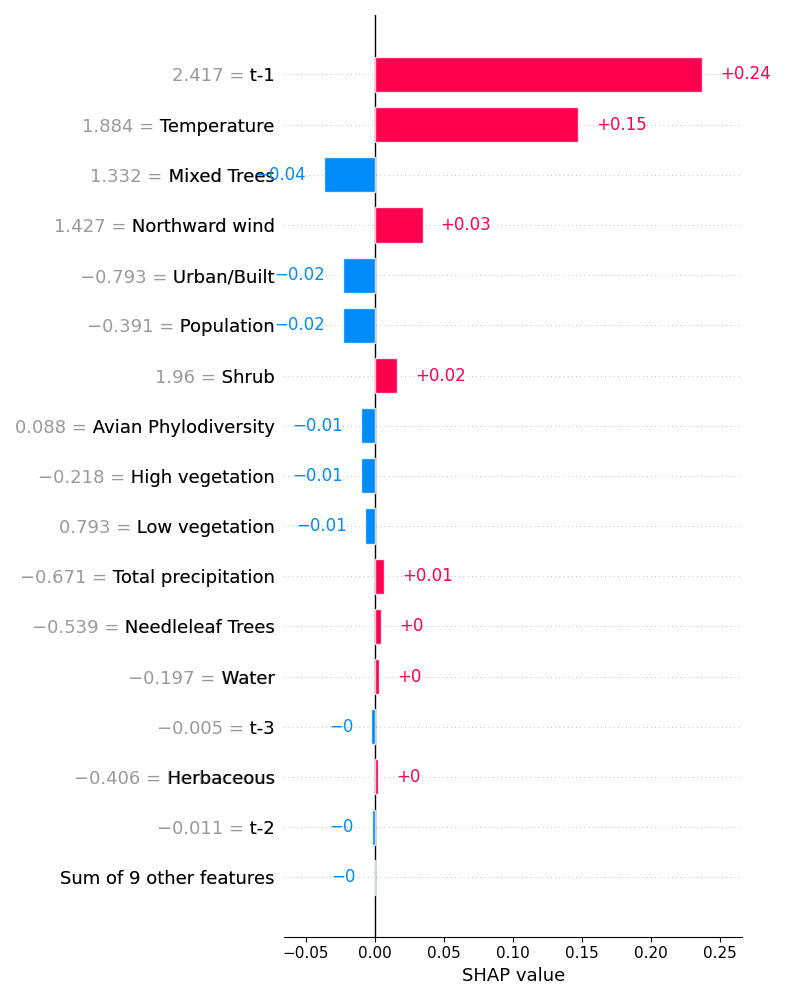 2.417 = t-1 +0.24
1.884 = Temperature +0.15
1.332 = Mixed Trees −0.04
1.427 = Northward wind +0.03
−0.793 = Urban/Built −0.02
−0.391 = Population −0.02
1.96 = Shrub +0.02
0.088 = Avian Phylodiversity −0.01
−0.218 = High vegetation −0.01
0.793 = Low vegetation −0.01
−0.671 = Total precipitation +0.01
−0.539 = Needleleaf Trees +0
−0.197 = Water +0
−0.005 = t-3 −0
−0.406 = Herbaceous +0
−0.011 = t-2 −0
Sum of 9 other features −0
−0.05 0.00 0.05 0.10 0.15 0.20 0.25
SHAP value